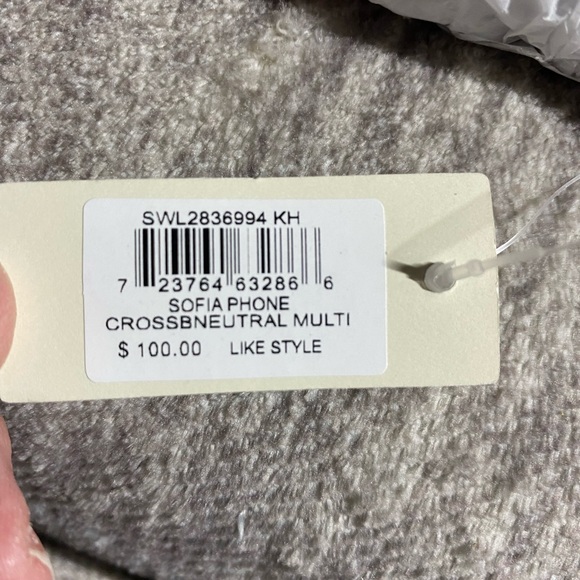 SWL2836994 KH
7 23764 63286 6
SOFIA PHONE
CROSSBNEUTRAL MULTI
$ 100.00 LIKE STYLE